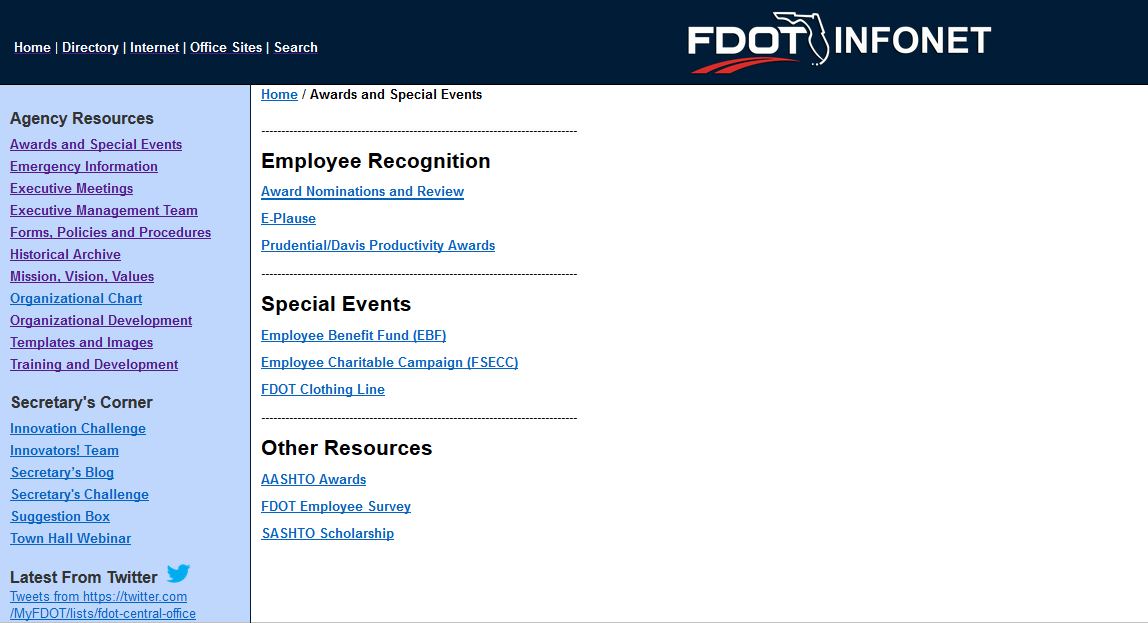 Home | Directory | Internet | Office Sites | Search
FDOT INFONET
Agency Resources
Awards and Special Events
Emergency Information
Executive Meetings
Executive Management Team
Forms, Policies and Procedures
Historical Archive
Mission, Vision, Values
Organizational Chart
Organizational Development
Templates and Images
Training and Development
Secretary's Corner
Innovation Challenge
Innovators! Team
Secretary’s Blog
Secretary's Challenge
Suggestion Box
Town Hall Webinar
Latest From Twitter
Tweets from https://twitter.com
/MyFDOT/lists/fdot-central-office
Home / Awards and Special Events
-------------------------------------------------------------------------------
Employee Recognition
Award Nominations and Review
E-Plause
Prudential/Davis Productivity Awards
-------------------------------------------------------------------------------
Special Events
Employee Benefit Fund (EBF)
Employee Charitable Campaign (FSECC)
FDOT Clothing Line
-------------------------------------------------------------------------------
Other Resources
AASHTO Awards
FDOT Employee Survey
SASHTO Scholarship